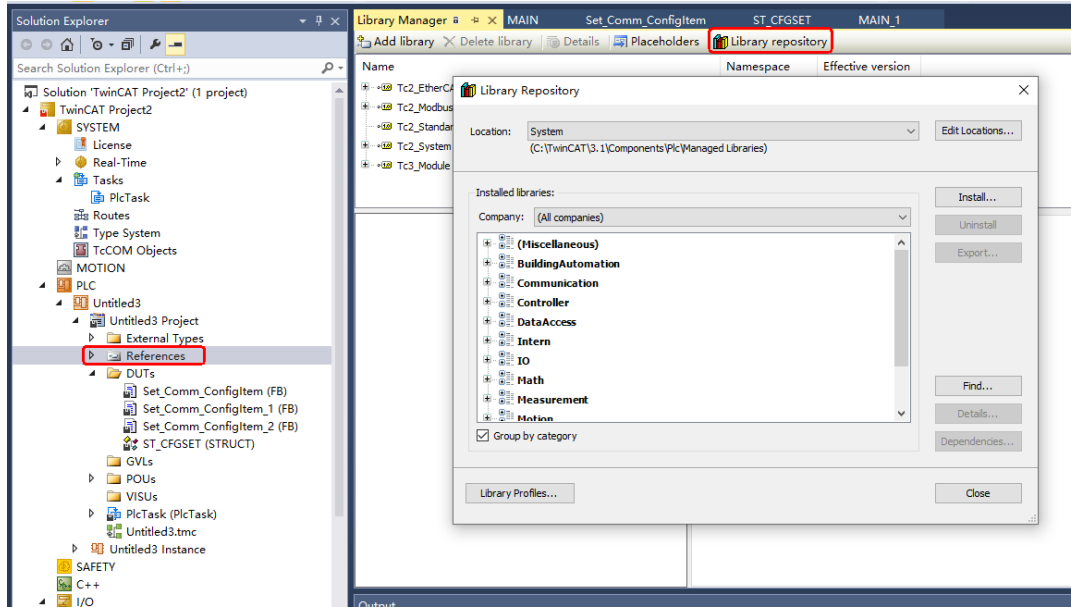 Solution Explorer
Search Solution Explorer (Ctrl+;)
Solution 'TwinCAT Project2' (1 project)
TwinCAT Project2
SYSTEM
License
Real-Time
Tasks
PlcTask
Routes
Type System
TcCOM Objects
MOTION
PLC
Untitled3
Untitled3 Project
External Types
References
DUTs
Set_Comm_ConfigItem (FB)
Set_Comm_ConfigItem_1 (FB)
Set_Comm_ConfigItem_2 (FB)
ST_CFGSET (STRUCT)
GVLs
POUs
VISUs
PlcTask (PlcTask)
Untitled3.tmc
Untitled3 Instance
SAFETY
C++
I/O
Library Manager MAIN Set_Comm_ConfigItem ST_CFGSET MAIN_1
Add library Delete library Details Placeholders Library repository
Name Namespace Effective version
Tc2_EtherCA
Tc2_Modbus
Tc2_Standar
Tc2_System
Tc3_Module
Library Repository
Location: System Edit Locations...
(C:\TwinCAT\3.1\Components\Plc\Managed Libraries)
Installed libraries:
Company: (All companies)
Install...
Uninstall
Export...
(Miscellaneous)
BuildingAutomation
Communication
Controller
DataAccess
Intern
IO
Math
Measurement
Motion
Find...
Details...
Dependencies...
Group by category
Library Profiles... Close
Output